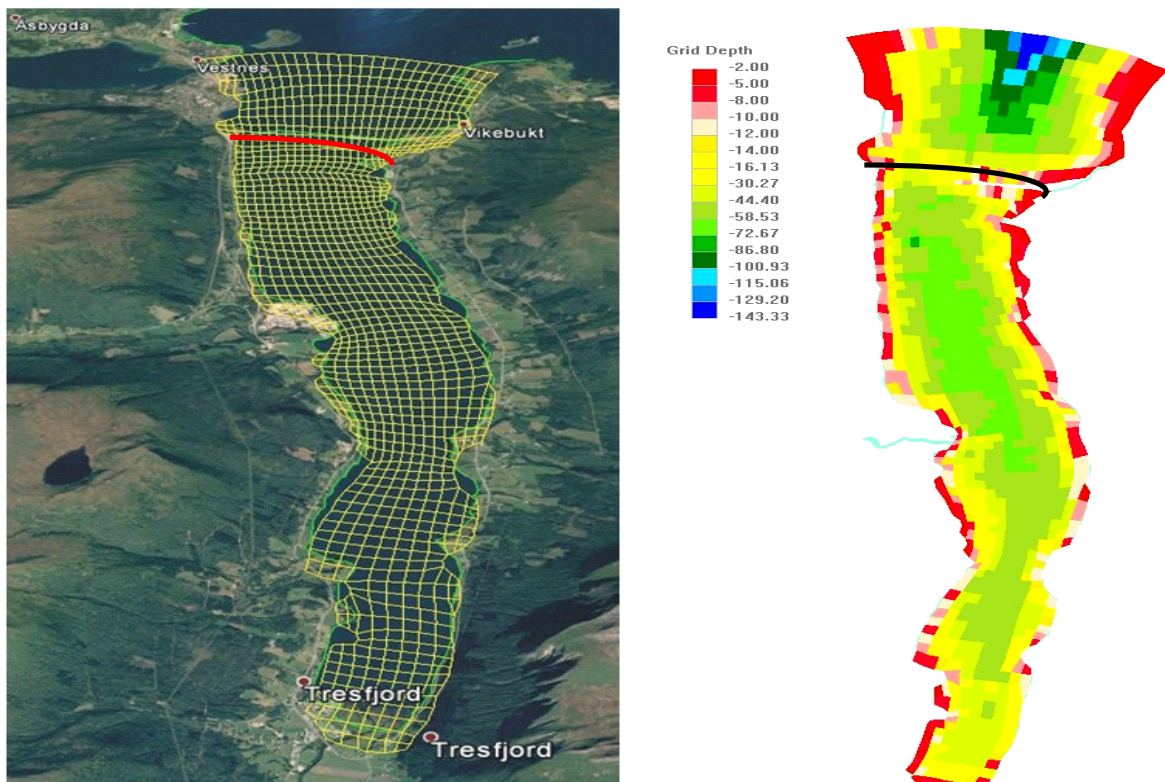 Åsbygda
Vestnes
Vikebukt
Tresfjord
Tresfjord
Grid Depth
-2.00
-5.00
-8.00
-10.00
-12.00
-14.00
-16.13
-30.27
-44.40
-58.53
-72.67
-86.80
-100.93
-115.06
-129.20
-143.33